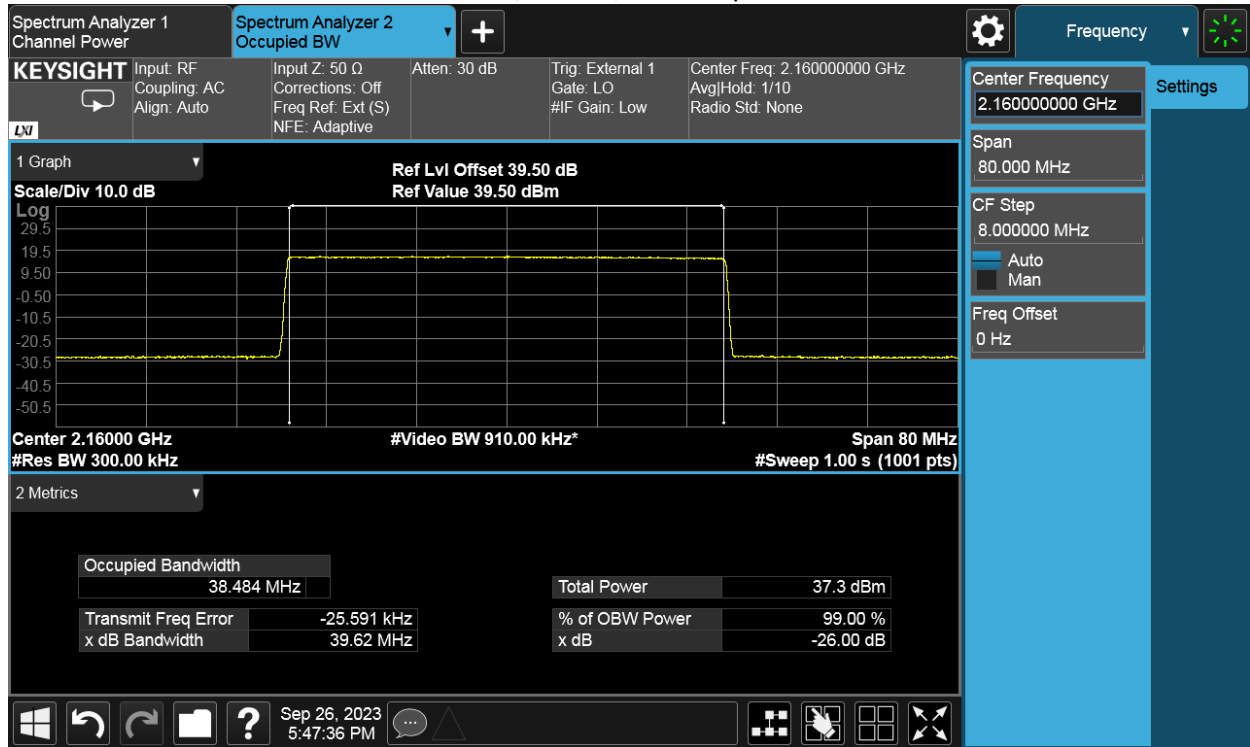 Spectrum Analyzer 1
Channel Power
Spectrum Analyzer 2
Occupied BW
+
Frequency
KEYSIGHT
LXI
Input: RF
Coupling: AC
Align: Auto
Input Z: 50 Ω
Corrections: Off
Freq Ref: Ext (S)
NFE: Adaptive
Atten: 30 dB
Trig: External 1
Gate: LO
#IF Gain: Low
Center Freq: 2.160000000 GHz
Avg|Hold: 1/10
Radio Std: None
Center Frequency
2.160000000 GHz
Settings
Span
80.000 MHz
CF Step
8.000000 MHz
Auto
Man
Freq Offset
0 Hz
1 Graph
Ref Lvl Offset 39.50 dB
Scale/Div 10.0 dB
Ref Value 39.50 dBm
Log
29.5
19.5
9.50
-0.50
-10.5
-20.5
-30.5
-40.5
-50.5
Center 2.16000 GHz
#Video BW 910.00 kHz*
Span 80 MHz
#Res BW 300.00 kHz
#Sweep 1.00 s (1001 pts)
2 Metrics
Occupied Bandwidth
38.484 MHz
Total Power 37.3 dBm
Transmit Freq Error -25.591 kHz
% of OBW Power 99.00 %
x dB Bandwidth 39.62 MHz
x dB -26.00 dB
?
Sep 26, 2023
5:47:36 PM